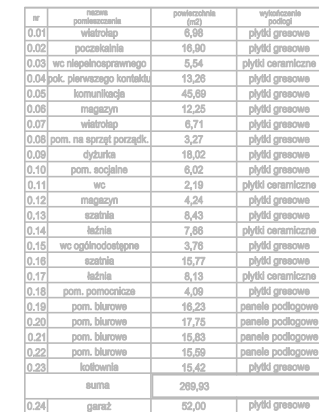 nr nazwa pomieszczenia powierzchnia (m2) wykończenie podłogi
0.01 wiatrołap 6,98 płytki gresowe
0.02 poczekalnia 16,90 płytki gresowe
0.03 wc niepełnosprawnego 5,54 płytki ceramiczne
0.04 pok. pierwszego kontaktu 13,26 płytki gresowe
0.05 komunikacja 45,69 płytki gresowe
0.06 magazyn 12,25 płytki gresowe
0.07 wiatrołap 6,71 płytki gresowe
0.08 pom. na sprzęt porządk. 3,27 płytki gresowe
0.09 dyżurka 18,02 płytki gresowe
0.10 pom. socjalne 6,02 płytki gresowe
0.11 wc 2,19 płytki ceramiczne
0.12 magazyn 4,24 płytki gresowe
0.13 szatnia 8,43 płytki gresowe
0.14 łaźnia 7,86 płytki ceramiczne
0.15 wc ogólnodostępne 3,76 płytki gresowe
0.16 szatnia 15,77 płytki gresowe
0.17 łaźnia 8,13 płytki ceramiczne
0.18 pom. pomocnicze 4,09 płytki gresowe
0.19 pom. biurowe 16,23 panele podłogowe
0.20 pom. biurowe 17,75 panele podłogowe
0.21 pom. biurowe 15,83 panele podłogowe
0.22 pom. biurowe 15,59 panele podłogowe
0.23 kotłownia 15,42 płytki gresowe
suma 269,93
0.24 garaż 52,00 płytki gresowe